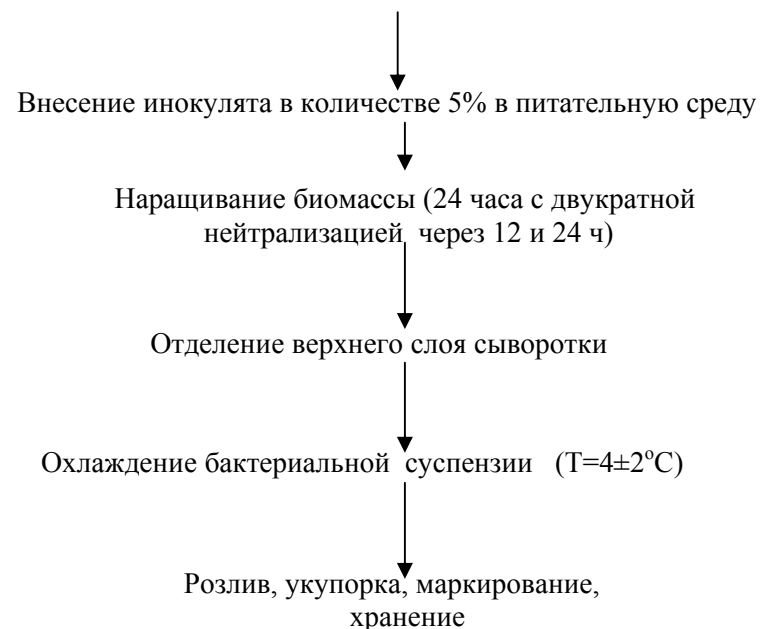 Внесение инокулята в количестве 5% в питательную среду
Наращивание биомассы (24 часа с двукратной
нейтрализацией через 12 и 24 ч)
Отделение верхнего слоя сыворотки
Охлаждение бактериальной суспензии (Т=4±2°С)
Розлив, укупорка, маркирование,
хранение